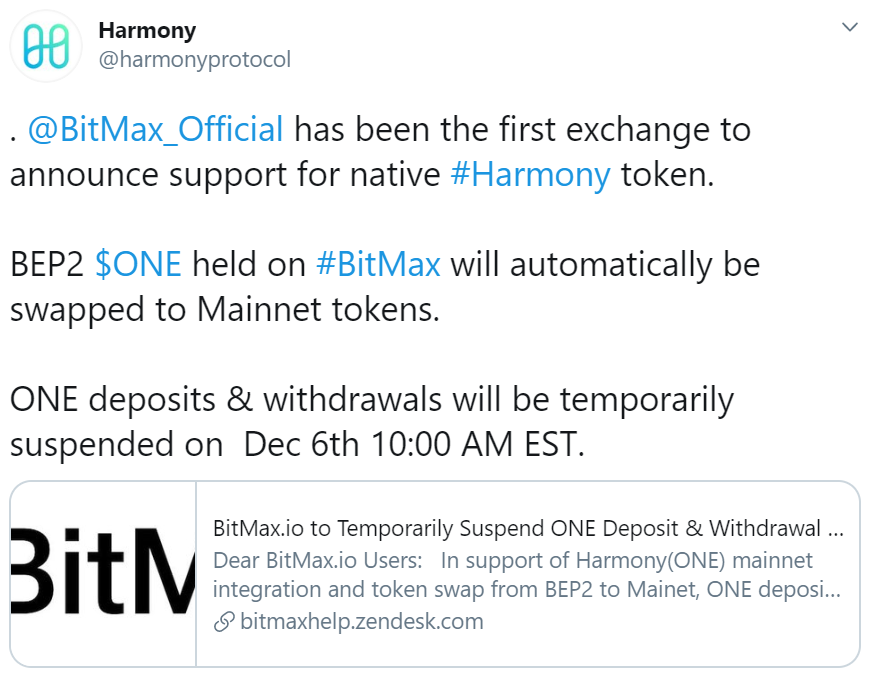 Harmony
@harmonyprotocol
. @BitMax_Official has been the first exchange to
announce support for native #Harmony token.
BEP2 $ONE held on #BitMax will automatically be
swapped to Mainnet tokens.
ONE deposits & withdrawals will be temporarily
suspended on  Dec 6th 10:00 AM EST.
BitM
BitMax.io to Temporarily Suspend ONE Deposit & Withdrawal ...
Dear BitMax.io Users:   In support of Harmony(ONE) mainnet
integration and token swap from BEP2 to Mainet, ONE deposi...
bitmaxhelp.zendesk.com